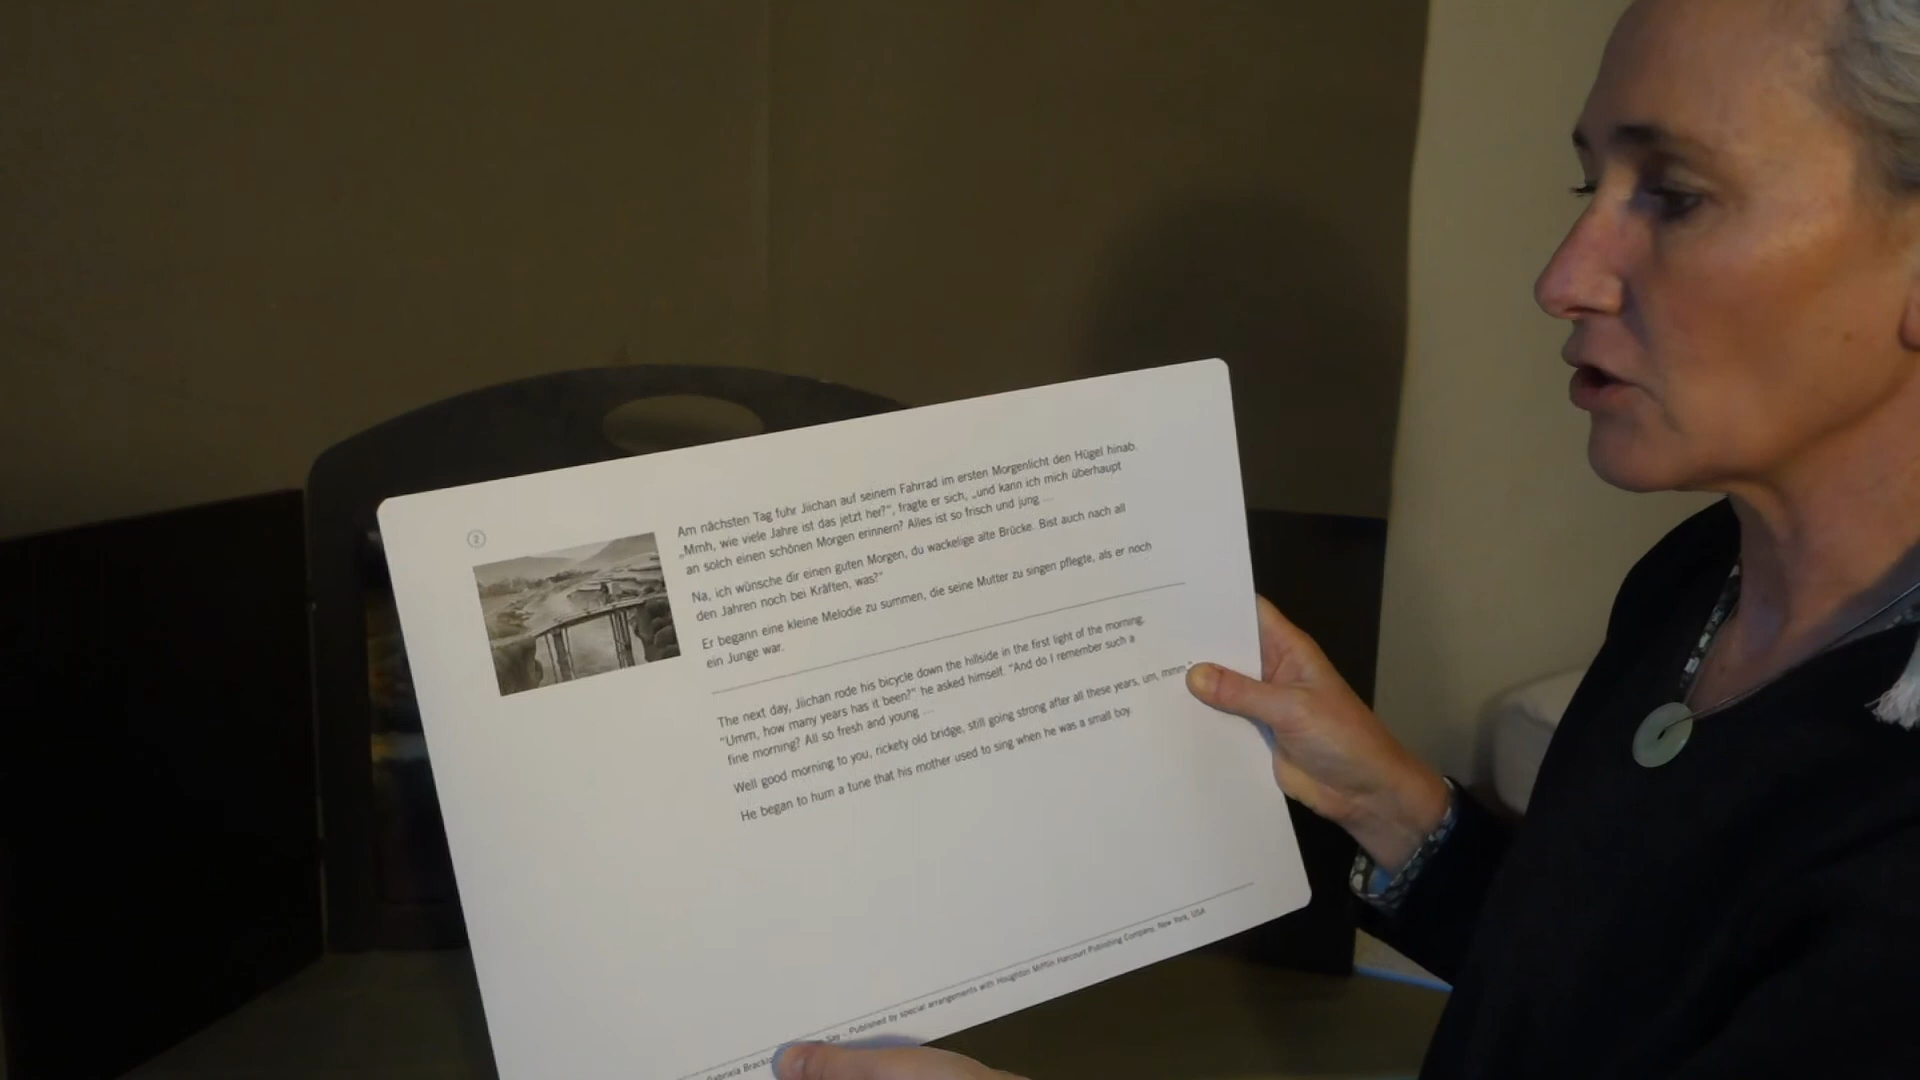 2
Am nächsten Tag fuhr Jiichan auf seinem Fahrrad im ersten Morgenlicht den Hügel hinab.
„Mmh, wie viele Jahre ist das jetzt her?", fragte er sich, „und kann ich mich überhaupt
an solch einen schönen Morgen erinnern? Alles ist so frisch und jung ...
Na, ich wünsche dir einen guten Morgen, du wackelige alte Brücke. Bist auch nach all
den Jahren noch bei Kräften, was?"
Er begann eine kleine Melodie zu summen, die seine Mutter zu singen pflegte, als er noch
ein Junge war.
The next day, Jiichan rode his bicycle down the hillside in the first light of the morning.
"Umm, how many years has it been?" he asked himself. "And do I remember such a
fine morning? All so fresh and young ...
Well good morning to you, rickety old bridge, still going strong after all these years, um, mmm."
He began to hum a tune that his mother used to sing when he was a small boy.
Gabriela Say – Published by special arrangements with Houghton Mifflin Harcourt Publishing Company, New York, USA